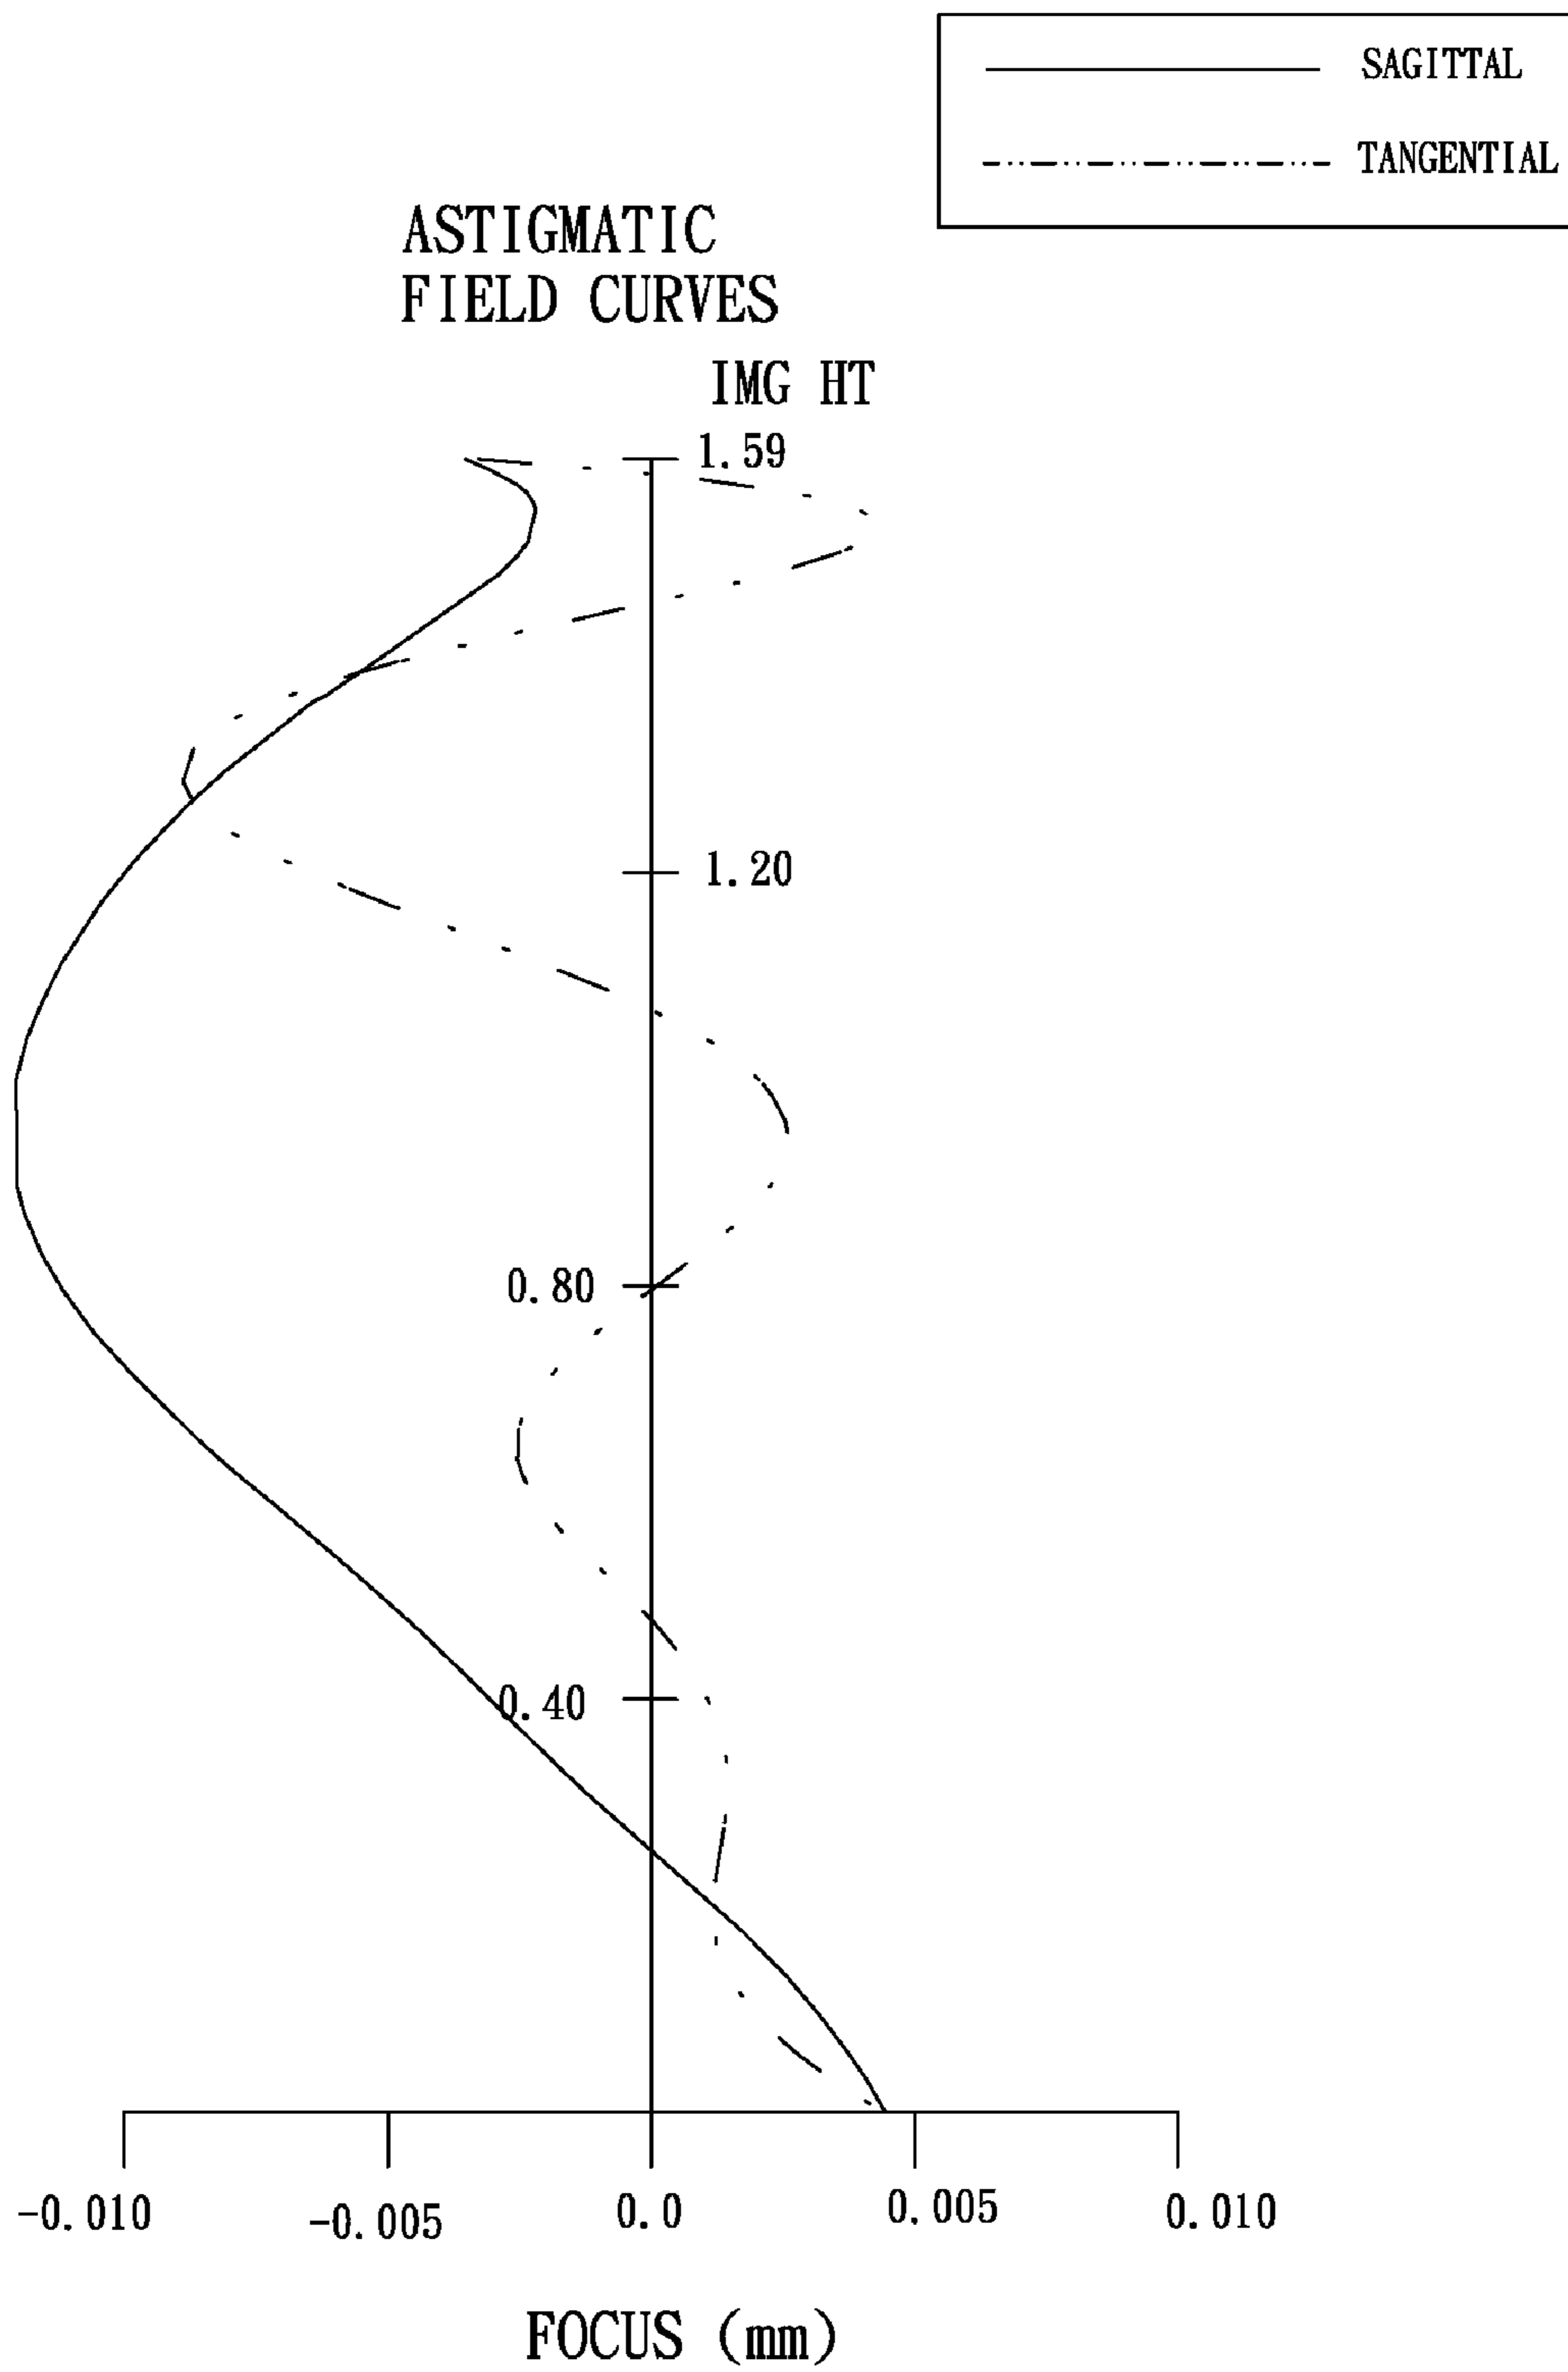 SAGITTAL
TANGENTIAL
ASTIGMATIC
FIELD CURVES
IMG HT
1.59
1.20
0.80
0.40
-0.010 -0.005 0.0 0.005 0.010
FOCUS (mm)